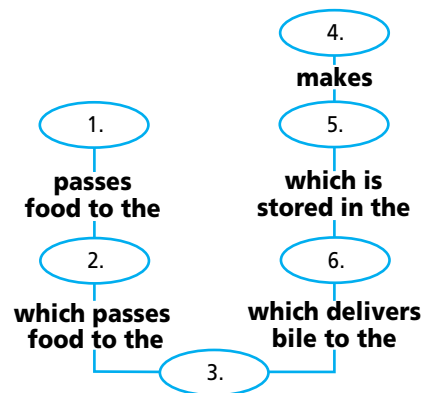 4.
makes
1.
5.
passes
food to the
which is
stored in the
2.
6.
which passes
food to the
which delivers
bile to the
3.